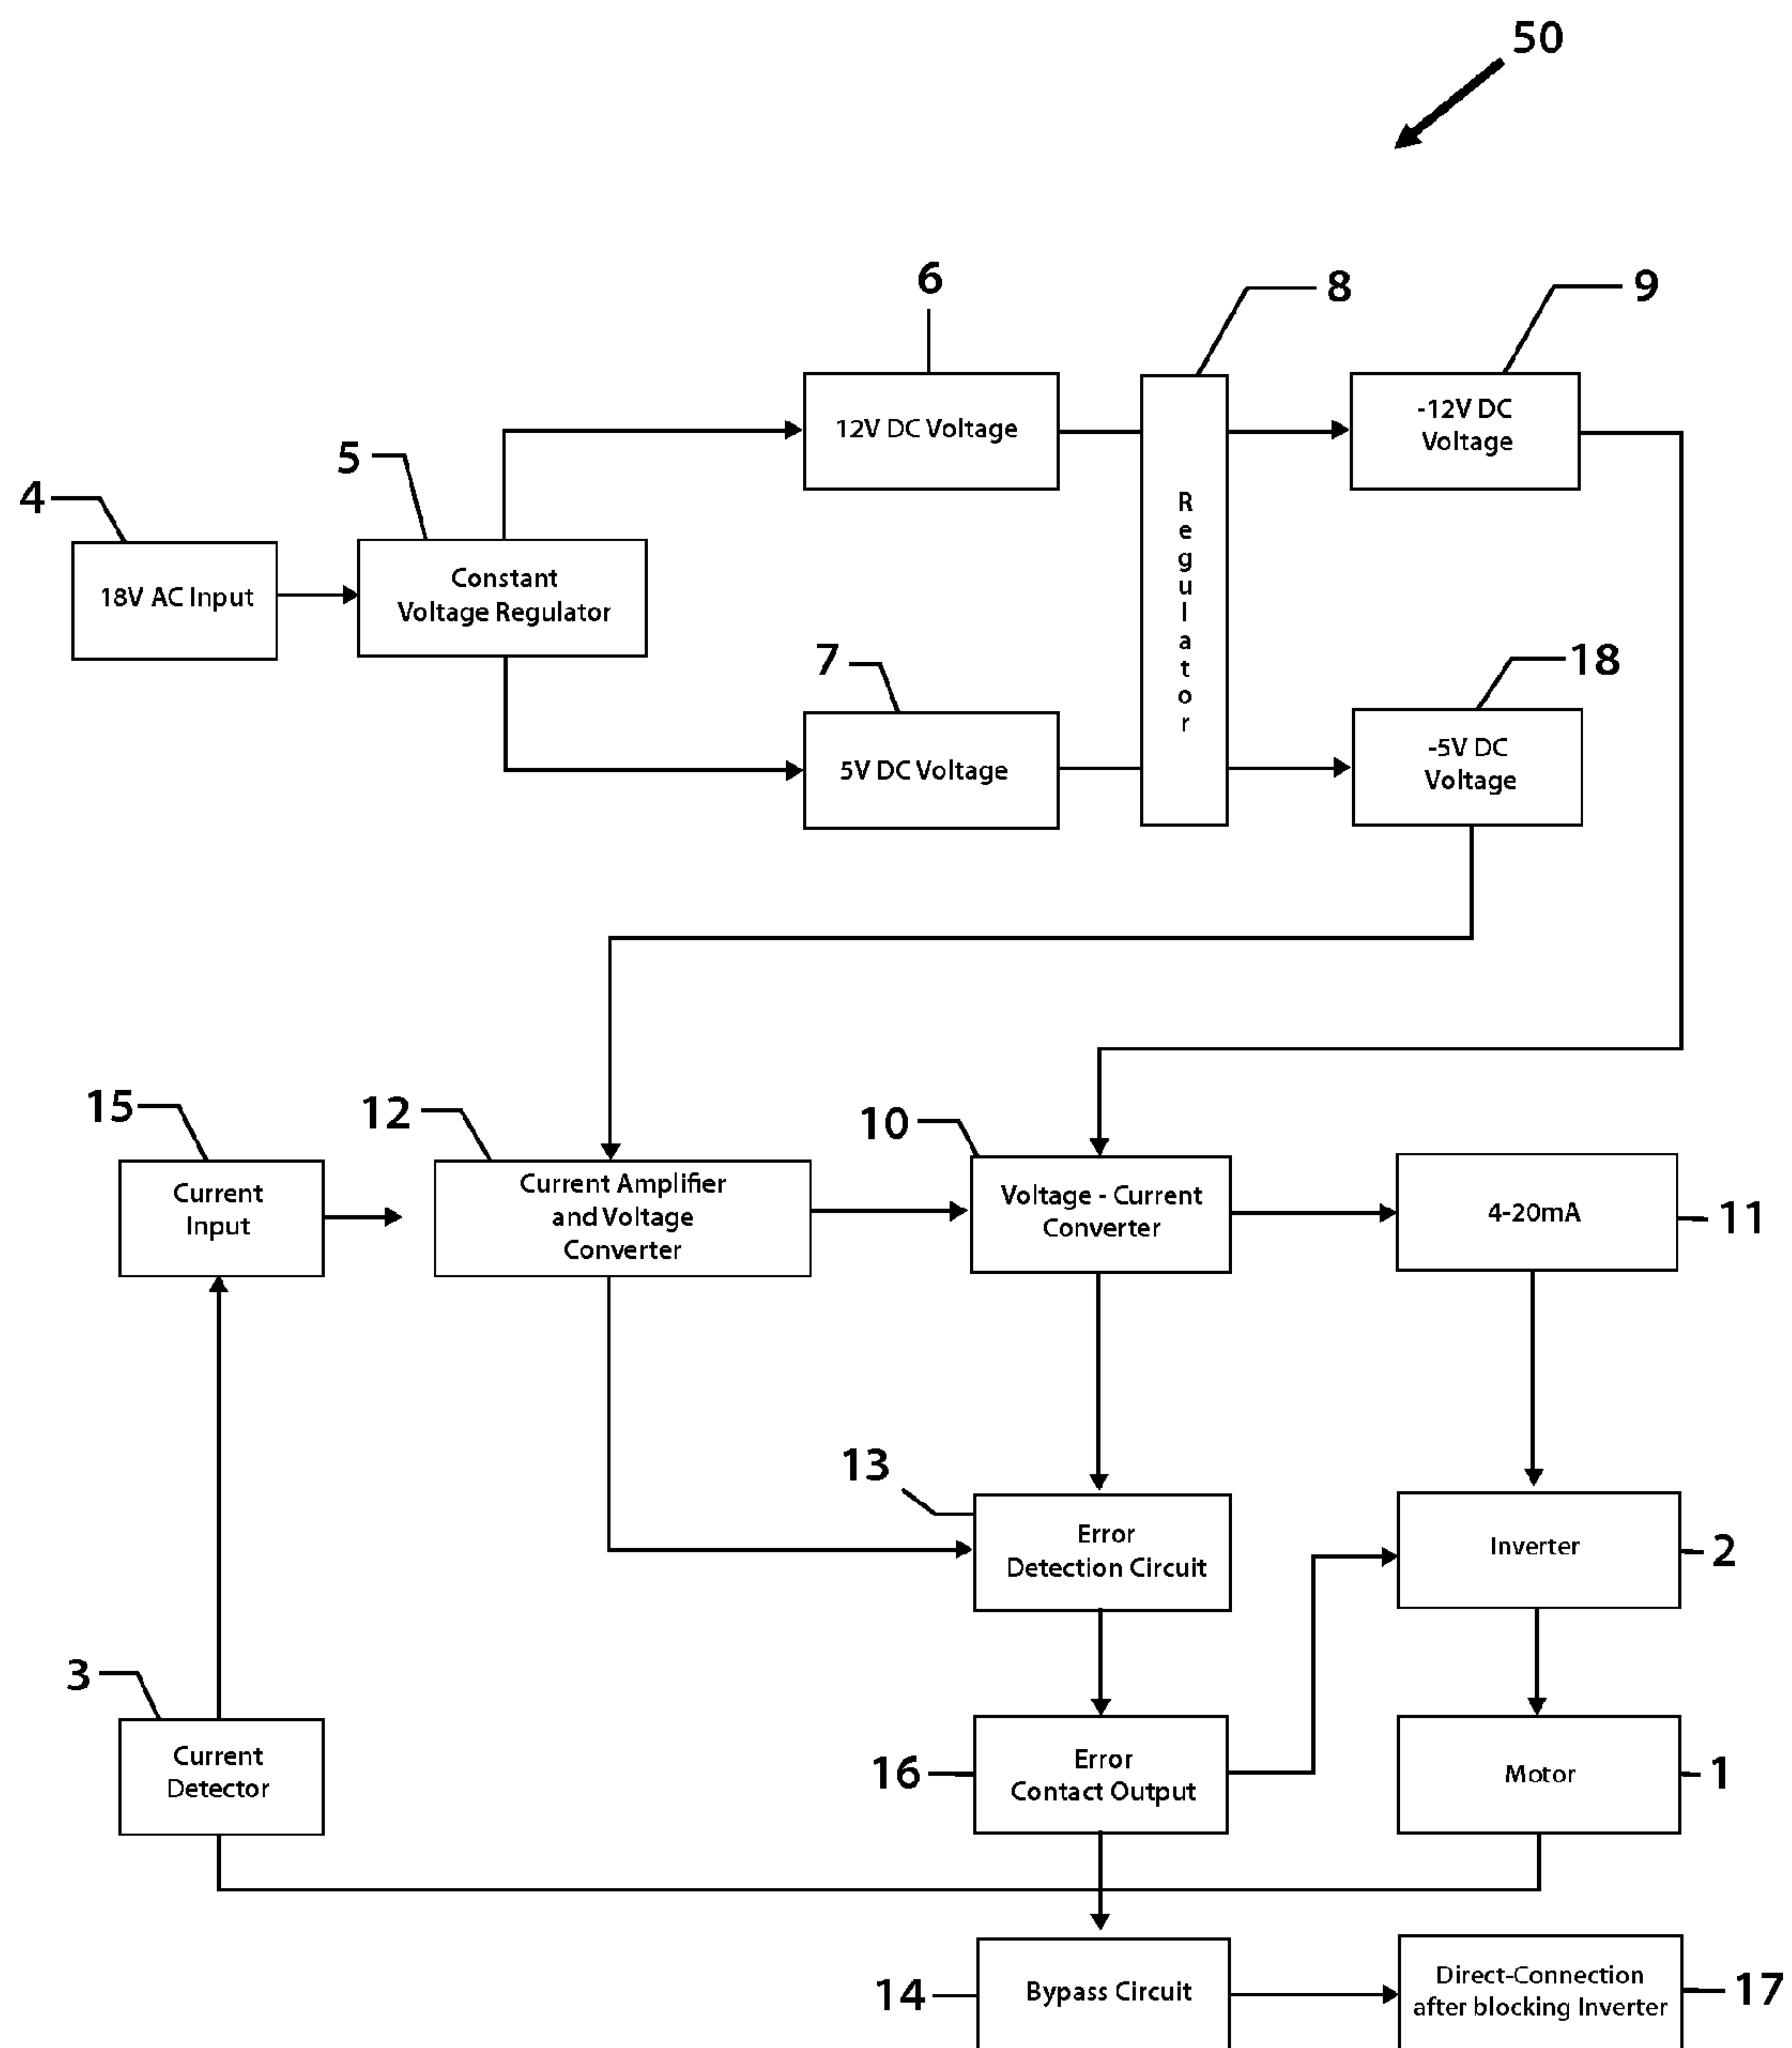 50
6
8
9
12V DC Voltage
-12V DC
Voltage
5
4
Regulator
18V AC Input
Constant
Voltage Regulator
7
18
5V DC Voltage
-5V DC
Voltage
15
12
10
Current
Input
Current Amplifier
and Voltage
Converter
Voltage - Current
Converter
4-20mA
11
13
Error
Detection Circuit
Inverter
2
3
Current
Detector
16
Error
Contact Output
Motor
1
14
Bypass Circuit
Direct-Connection
after blocking Inverter
17